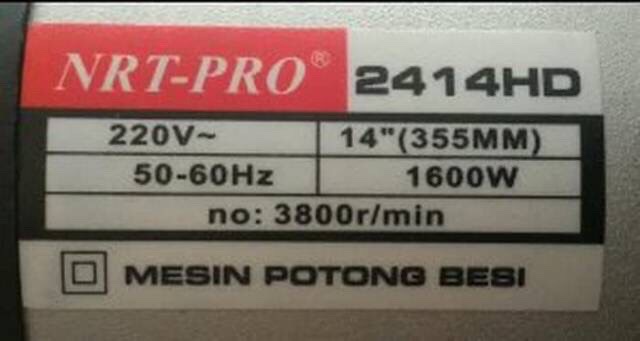 NRT-PRO® 2414HD
220V~ 14"(355MM)
50-60Hz 1600W
no: 3800r/min
MESIN POTONG BESI